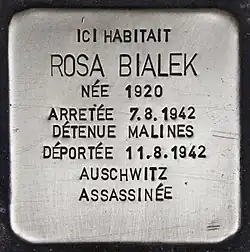 ICI HABITAIT
ROSA BIALEK
NÉE 1920
ARRETÉE 7.8.1942
DÉTENUE MALINES
DÉPORTÉE 11.8.1942
AUSCHWITZ
ASSASSINÉE